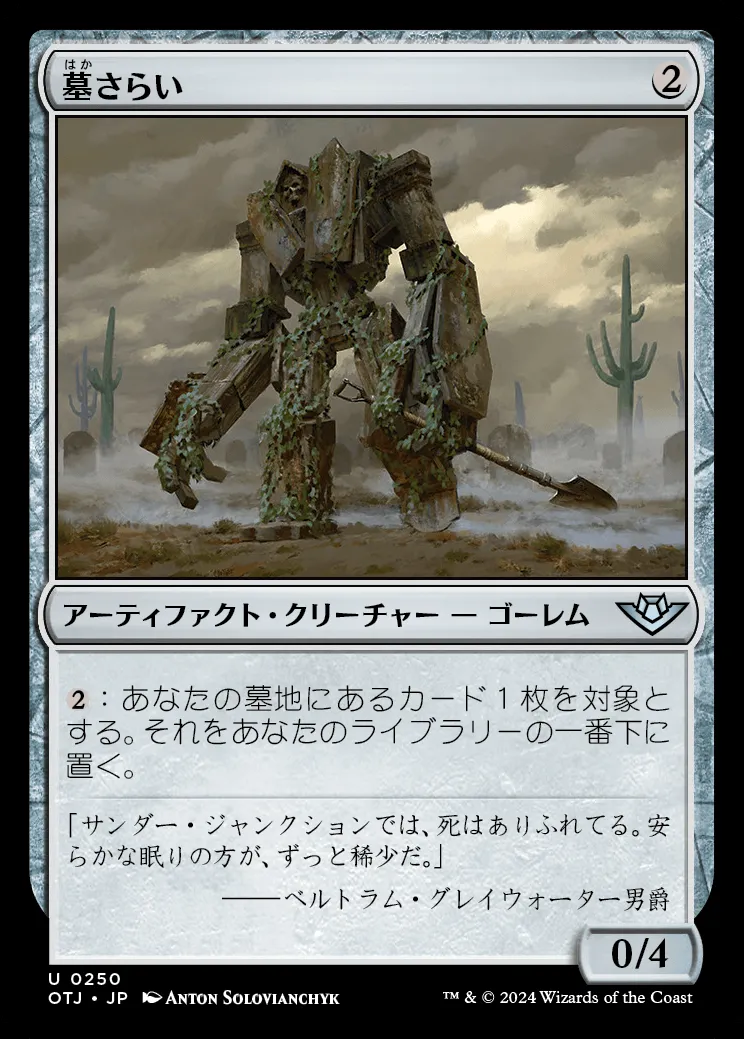 はか
墓さらい
2
アーティファクト・クリーチャー — ゴーレム
2：あなたの墓地にあるカード１枚を対象と
する。それをあなたのライブラリーの一番下に
置く。
「サンダー・ジャンクションでは、死はありふれてる。安
らかな眠りの方が、ずっと稀少だ。」
――ベルトラム・グレイウォーター男爵
0/4
U 0250
OTJ • JP Anton Solovianchyk
™ & © 2024 Wizards of the Coast